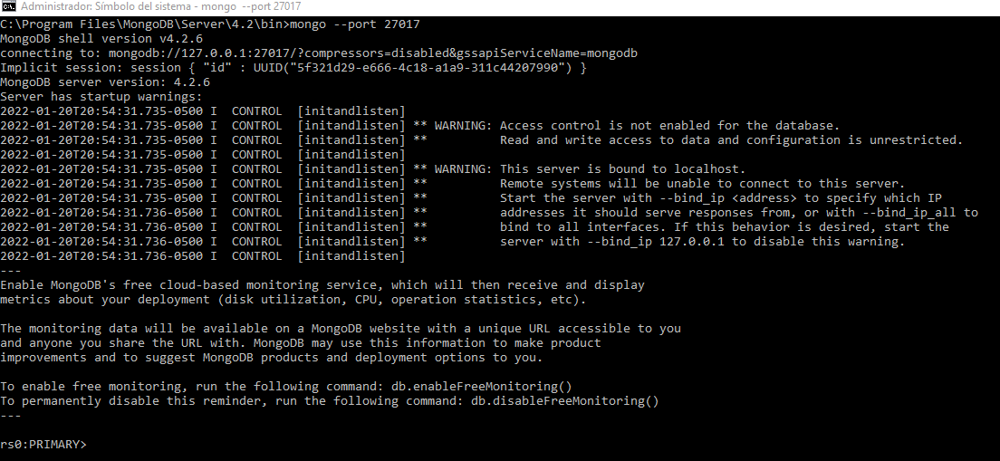 Administrador: Símbolo del sistema - mongo  --port 27017
C:\Program Files\MongoDB\Server\4.2\bin>mongo --port 27017
MongoDB shell version v4.2.6
connecting to: mongodb://127.0.0.1:27017/?compressors=disabled&gssapiServiceName=mongodb
Implicit session: session { "id" : UUID("5f321d29-e666-4c18-a1a9-311c44207990") }
MongoDB server version: 4.2.6
Server has startup warnings:
2022-01-20T20:54:31.735-0500 I  CONTROL  [initandlisten]
2022-01-20T20:54:31.735-0500 I  CONTROL  [initandlisten] ** WARNING: Access control is not enabled for the database.
2022-01-20T20:54:31.735-0500 I  CONTROL  [initandlisten] **          Read and write access to data and configuration is unrestricted.
2022-01-20T20:54:31.735-0500 I  CONTROL  [initandlisten]
2022-01-20T20:54:31.735-0500 I  CONTROL  [initandlisten] ** WARNING: This server is bound to localhost.
2022-01-20T20:54:31.735-0500 I  CONTROL  [initandlisten] **          Remote systems will be unable to connect to this server.
2022-01-20T20:54:31.735-0500 I  CONTROL  [initandlisten] **          Start the server with --bind_ip <address> to specify which IP
2022-01-20T20:54:31.736-0500 I  CONTROL  [initandlisten] **          addresses it should serve responses from, or with --bind_ip_all to
2022-01-20T20:54:31.736-0500 I  CONTROL  [initandlisten] **          bind to all interfaces. If this behavior is desired, start the
2022-01-20T20:54:31.736-0500 I  CONTROL  [initandlisten] **          server with --bind_ip 127.0.0.1 to disable this warning.
2022-01-20T20:54:31.736-0500 I  CONTROL  [initandlisten]
---
Enable MongoDB's free cloud-based monitoring service, which will then receive and display
metrics about your deployment (disk utilization, CPU, operation statistics, etc).
The monitoring data will be available on a MongoDB website with a unique URL accessible to you
and anyone you share the URL with. MongoDB may use this information to make product
improvements and to suggest MongoDB products and deployment options to you.
To enable free monitoring, run the following command: db.enableFreeMonitoring()
To permanently disable this reminder, run the following command: db.disableFreeMonitoring()
---
rs0:PRIMARY>